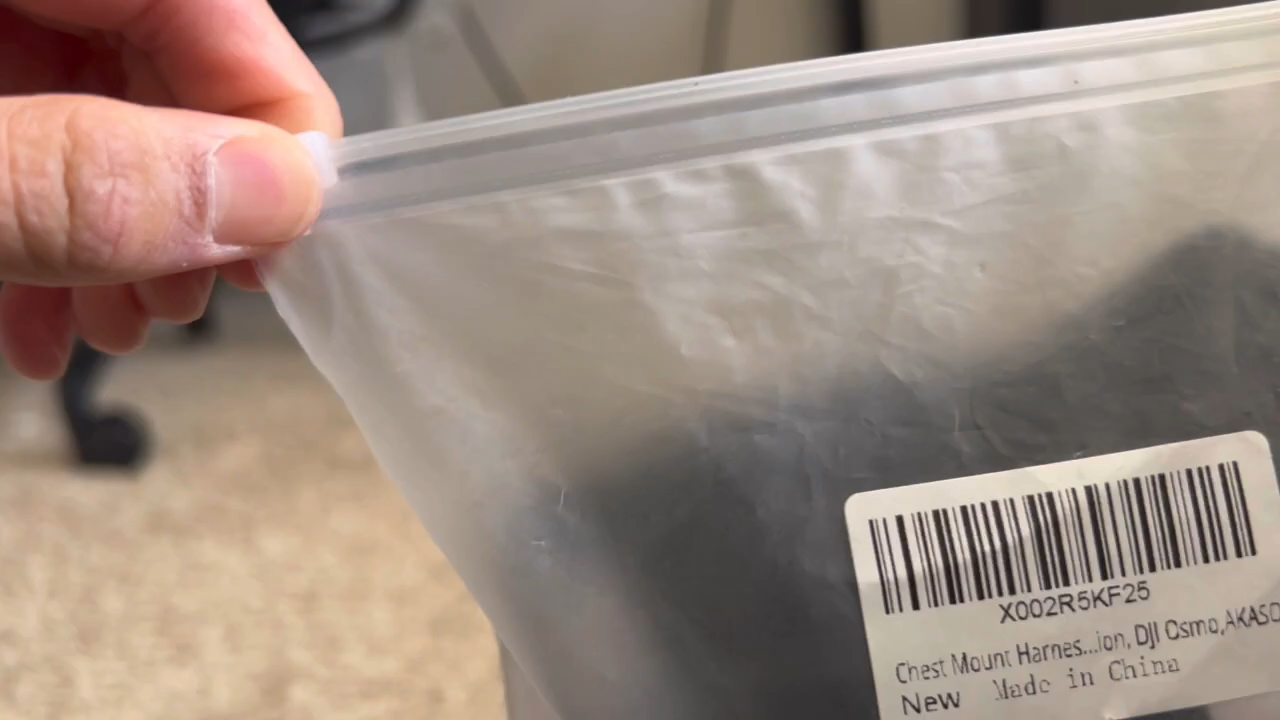 X002R5KF25
Chest Mount Harnes...ion, DJI Osmo,AKASO
New Made in China